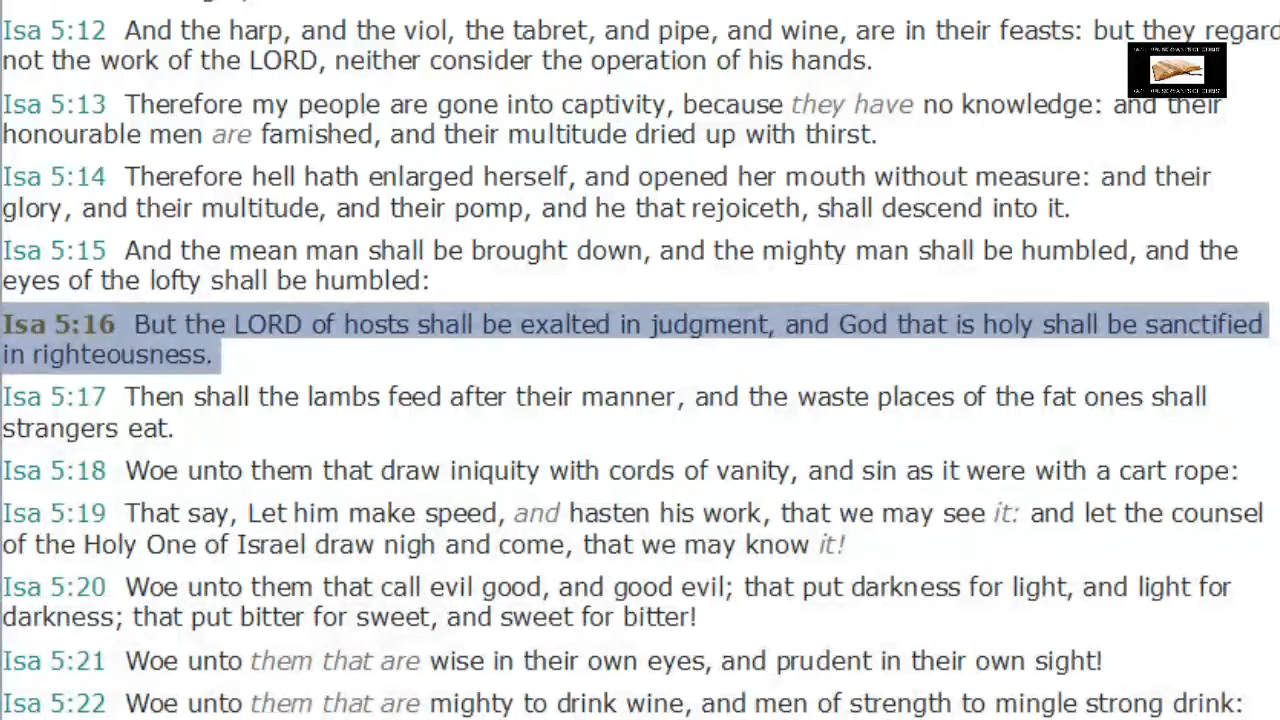 Isa 5:12 And the harp, and the viol, the tabret, and pipe, and wine, are in their feasts: but they regard
not the work of the LORD, neither consider the operation of his hands.
Isa 5:13 Therefore my people are gone into captivity, because they have no knowledge: and their
honourable men are famished, and their multitude dried up with thirst.
Isa 5:14 Therefore hell hath enlarged herself, and opened her mouth without measure: and their
glory, and their multitude, and their pomp, and he that rejoiceth, shall descend into it.
Isa 5:15 And the mean man shall be brought down, and the mighty man shall be humbled, and the
eyes of the lofty shall be humbled:
Isa 5:16 But the LORD of hosts shall be exalted in judgment, and God that is holy shall be sanctified
in righteousness.
Isa 5:17 Then shall the lambs feed after their manner, and the waste places of the fat ones shall
strangers eat.
Isa 5:18 Woe unto them that draw iniquity with cords of vanity, and sin as it were with a cart rope:
Isa 5:19 That say, Let him make speed, and hasten his work, that we may see it: and let the counsel
of the Holy One of Israel draw nigh and come, that we may know it!
Isa 5:20 Woe unto them that call evil good, and good evil; that put darkness for light, and light for
darkness; that put bitter for sweet, and sweet for bitter!
Isa 5:21 Woe unto them that are wise in their own eyes, and prudent in their own sight!
Isa 5:22 Woe unto them that are mighty to drink wine, and men of strength to mingle strong drink: